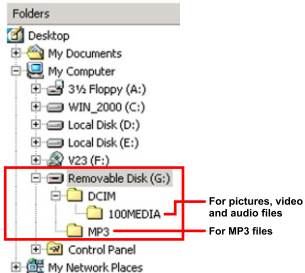 Folders
Desktop
My Documents
My Computer
3½ Floppy (A:)
WIN_2000 (C:)
Local Disk (D:)
Local Disk (E:)
V23 (F:)
Removable Disk (G:)
DCIM
100MEDIA
For pictures, video
and audio files
MP3
For MP3 files
Control Panel
My Network Places